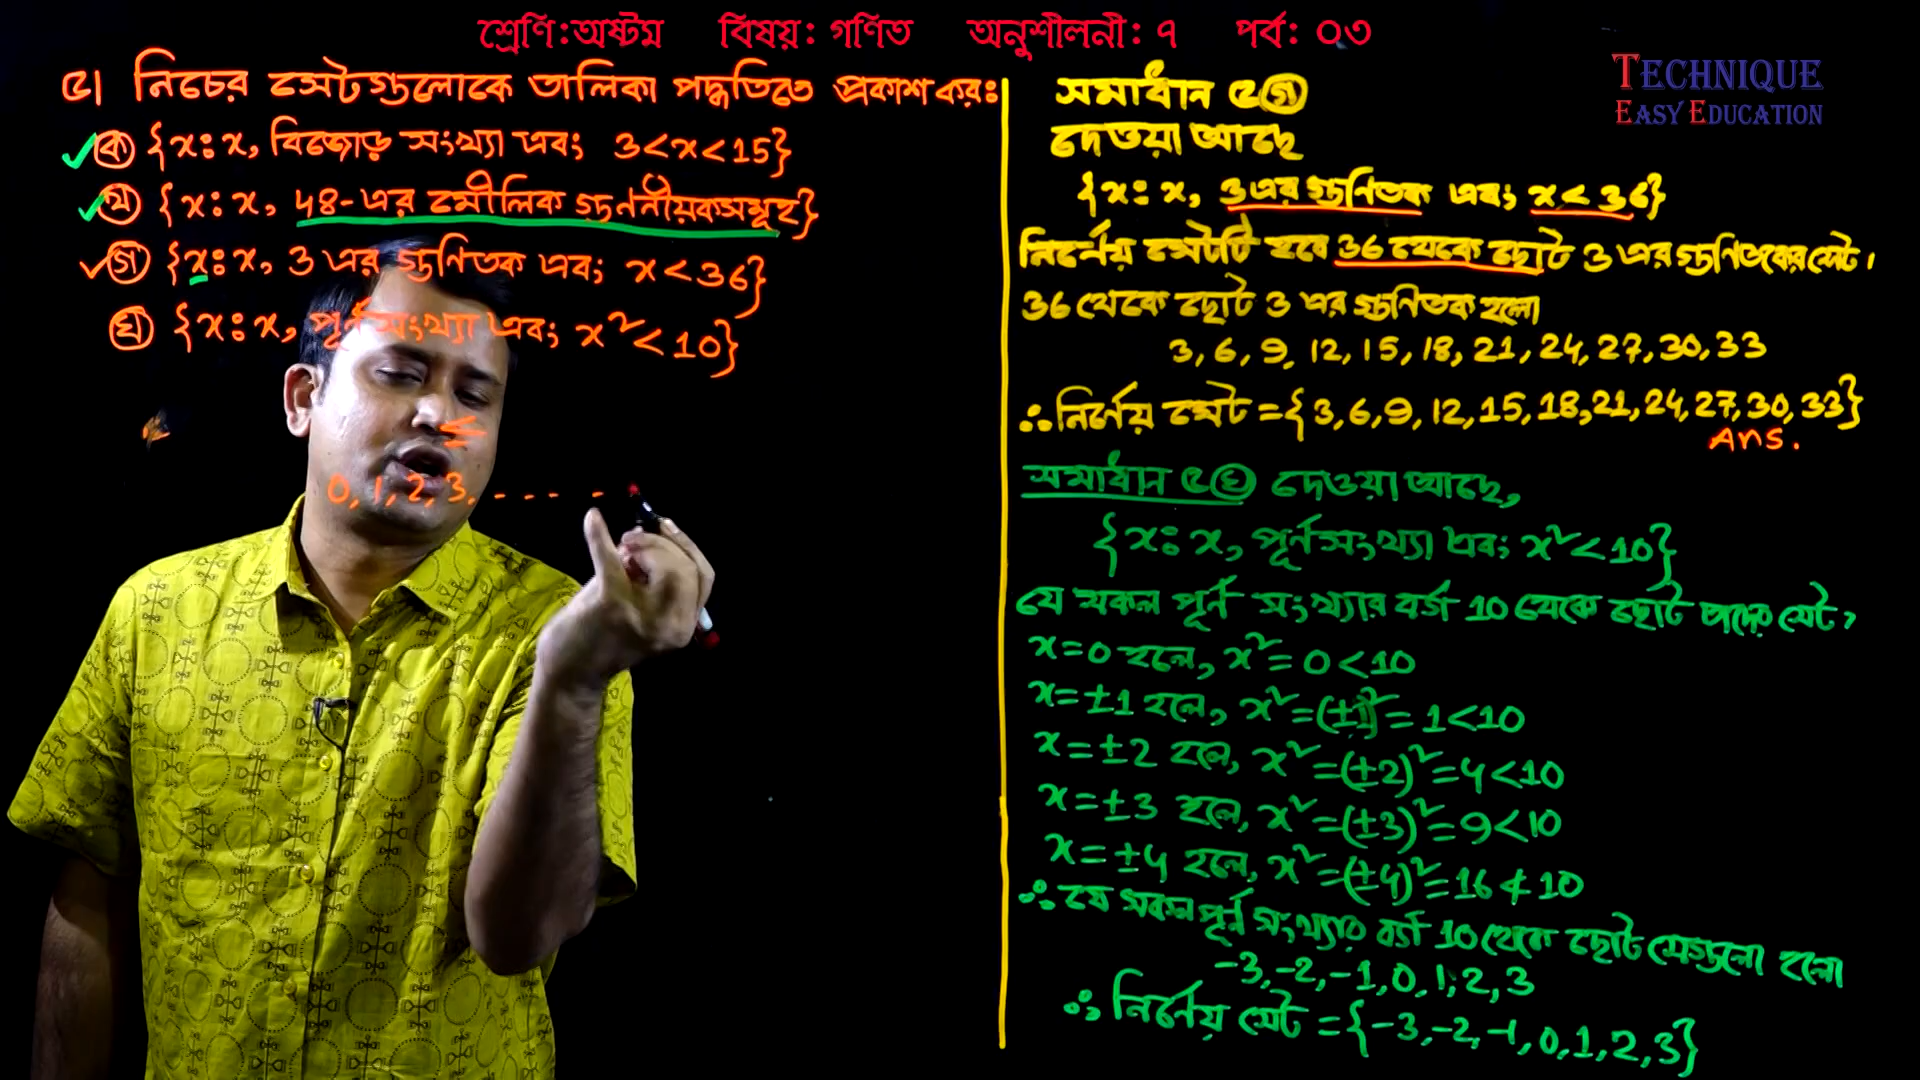 শ্রেণি:অষ্টম বিষয়: গণিত অনুশীলনী: ৭ পর্ব: ০৩
TECHNIQUE
EASY EDUCATION
৫। নিচের সেটগুলোকে তালিকা পদ্ধতিতে প্রকাশ কর:
ক {x:x, বিজোড় সংখ্যা এবং 3<x<15}
খ {x:x, 48-এর মৌলিক গুণনীয়কসমূহ}
গ {x:x, 3 এর গুণিতক এবং x<36}
ঘ {x:x, পূর্ণসংখ্যা এবং x²<10}
0, 1, 2, 3, - - - -
সমাধান ৫গ
দেওয়া আছে
{x:x, 3 এর গুণিতক এবং x<36}
নির্ণেয় সেটটি হবে 36 থেকে ছোট 3 এর গুণিতকের সেট।
36 থেকে ছোট 3 এর গুণিতক হলো
3, 6, 9, 12, 15, 18, 21, 24, 27, 30, 33
∴ নির্ণেয় সেট = {3, 6, 9, 12, 15, 18, 21, 24, 27, 30, 33}
Ans.
সমাধান ৫ঘ দেওয়া আছে,
{x:x, পূর্ণসংখ্যা এবং x²<10}
যে সকল পূর্ণ সংখ্যার বর্গ 10 থেকে ছোট তাদের সেট,
x=0 হলে, x²=0<10
x=±1 হলে, x²=(±1)²=1<10
x=±2 হলে, x²=(±2)²=4<10
x=±3 হলে, x²=(±3)²=9<10
x=±4 হলে, x²=(±4)²=16≮10
∴ যে সকল পূর্ণ সংখ্যার বর্গ 10 থেকে ছোট সেগুলো হলো
-3, -2, -1, 0, 1, 2, 3
∴ নির্ণেয় সেট = {-3, -2, -1, 0, 1, 2, 3}